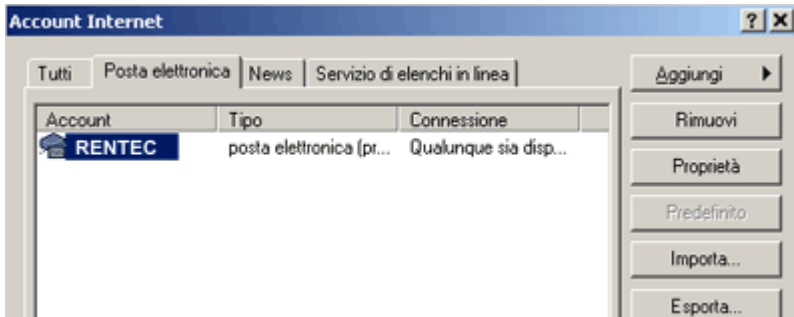 Account Internet
Tutti Posta elettronica News Servizio di elenchi in linea
Aggiungi
Account Tipo Connessione
Rimuovi
RENTEC posta elettronica (pr... Qualunque sia disp...
Proprietà
Predefinito
Importa...
Esporta...